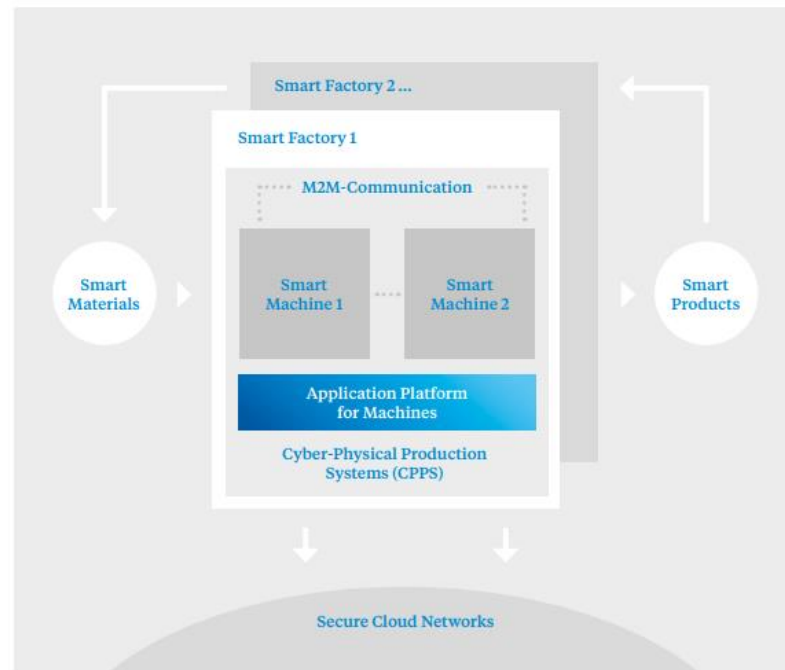 Smart Factory 2 ...
Smart Factory 1
M2M-Communication
Smart
Materials
Smart
Machine 1
Smart
Machine 2
Smart
Products
Application Platform
for Machines
Cyber-Physical Production
Systems (CPPS)
Secure Cloud Networks